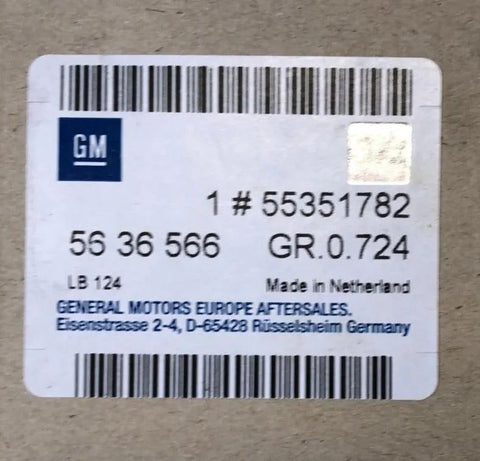 GM
1 # 55351782
56 36 566 GR.0.724
LB 124 Made in Netherland
GENERAL MOTORS EUROPE AFTERSALES.
Eisenstrasse 2-4, D-65428 Rüsselsheim Germany